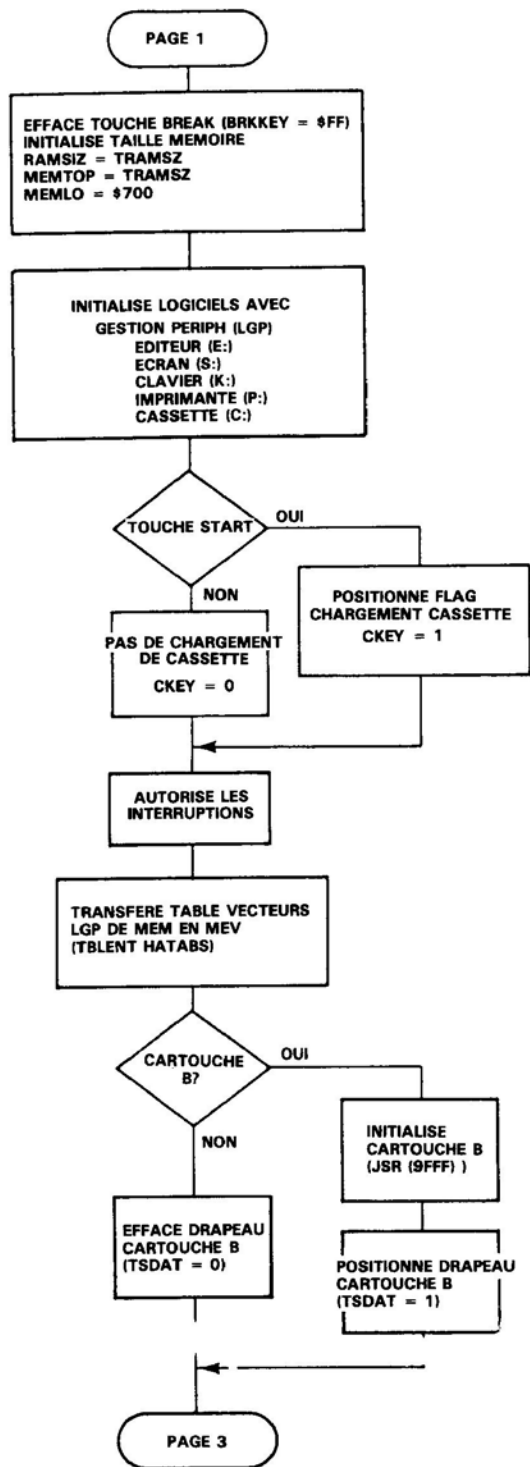 PAGE 1
EFFACE TOUCHE BREAK (BRKKEY = $FF)
INITIALISE TAILLE MEMOIRE
RAMSIZ = TRAMSZ
MEMTOP = TRAMSZ
MEMLO = $700
INITIALISE LOGICIELS AVEC
GESTION PERIPH (LGP)
EDITEUR (E:)
ECRAN (S:)
CLAVIER (K:)
IMPRIMANTE (P:)
CASSETTE (C:)
TOUCHE START
OUI
NON
POSITIONNE FLAG
CHARGEMENT CASSETTE
CKEY = 1
PAS DE CHARGEMENT
DE CASSETTE
CKEY = 0
AUTORISE LES
INTERRUPTIONS
TRANSFERE TABLE VECTEURS
LGP DE MEM EN MEV
(TBLENT HATABS)
CARTOUCHE
B?
OUI
NON
INITIALISE
CARTOUCHE B
(JSR (9FFF) )
EFFACE DRAPEAU
CARTOUCHE B
(TSDAT = 0)
POSITIONNE DRAPEAU
CARTOUCHE B
(TSDAT = 1)
PAGE 3